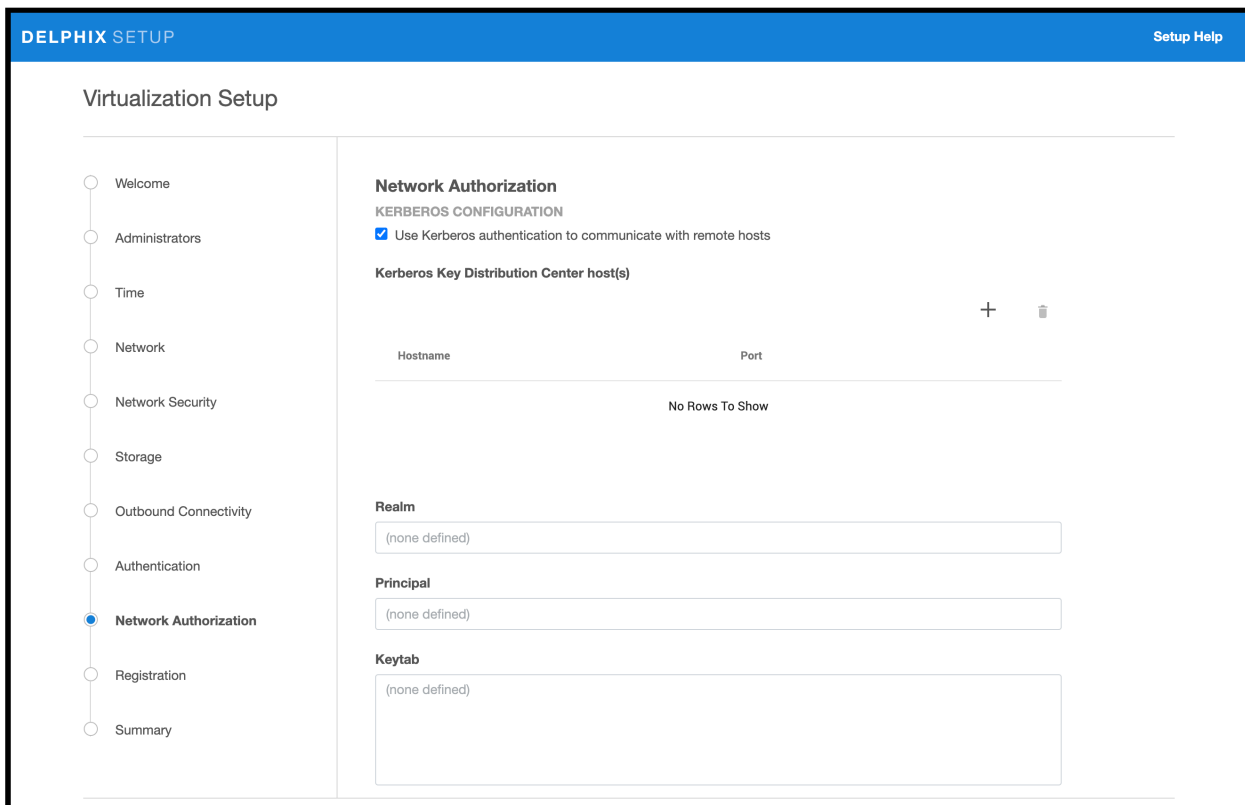 DELPHIX SETUP
Setup Help
Virtualization Setup
Welcome
Administrators
Time
Network
Network Security
Storage
Outbound Connectivity
Authentication
Network Authorization
Registration
Summary
Network Authorization
KERBEROS CONFIGURATION
Use Kerberos authentication to communicate with remote hosts
Kerberos Key Distribution Center host(s)
Hostname Port
No Rows To Show
Realm
(none defined)
Principal
(none defined)
Keytab
(none defined)